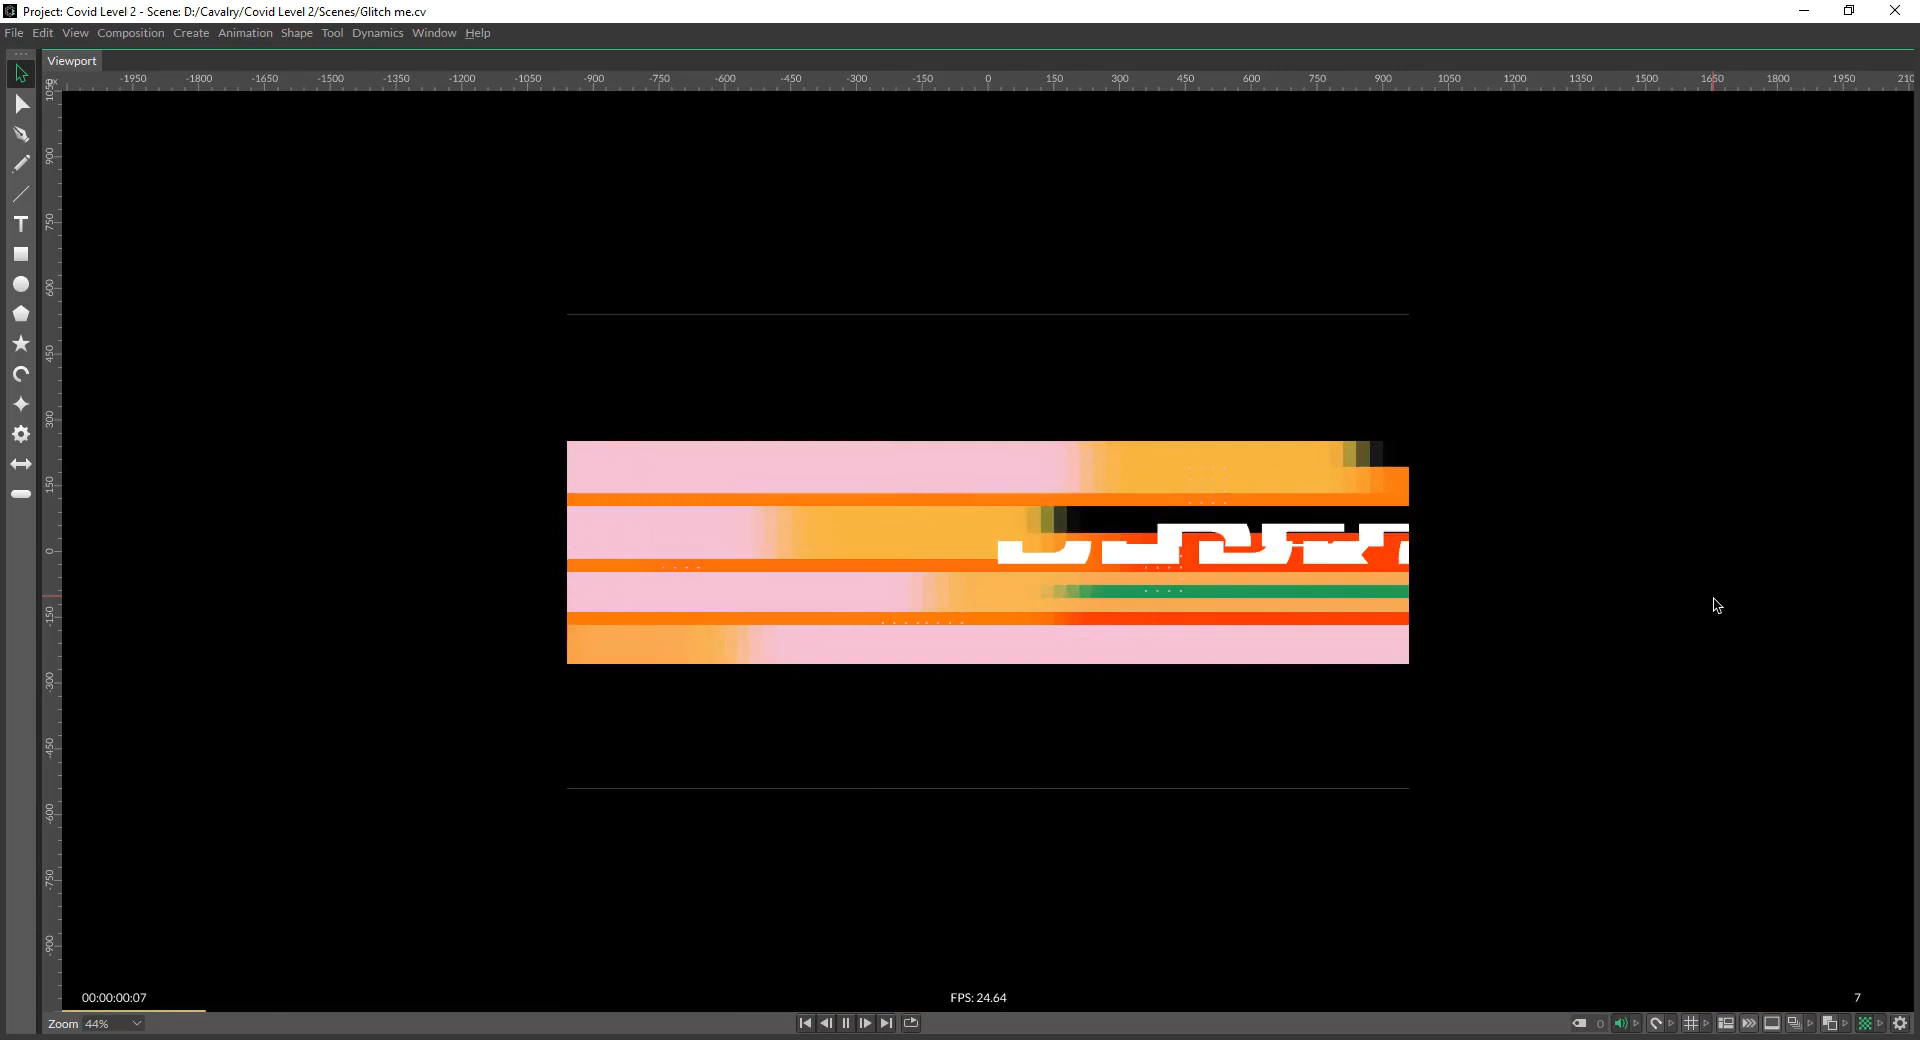 Project: Covid Level 2 - Scene: D:/Cavalry/Covid Level 2/Scenes/Glitch me.cv
File Edit View Composition Create Animation Shape Tool Dynamics Window Help
Viewport
px -1950 -1800 -1650 -1500 -1350 -1200 -1050 -900 -750 -600 -450 -300 -150 0 150 300 450 600 750 900 1050 1200 1350 1500 1650 1800 1950 210
1050
900
750
600
450
300
150
0
-150
-300
-450
-600
-750
-900
00:00:00:07 FPS: 24.64 7
Zoom 44% 0